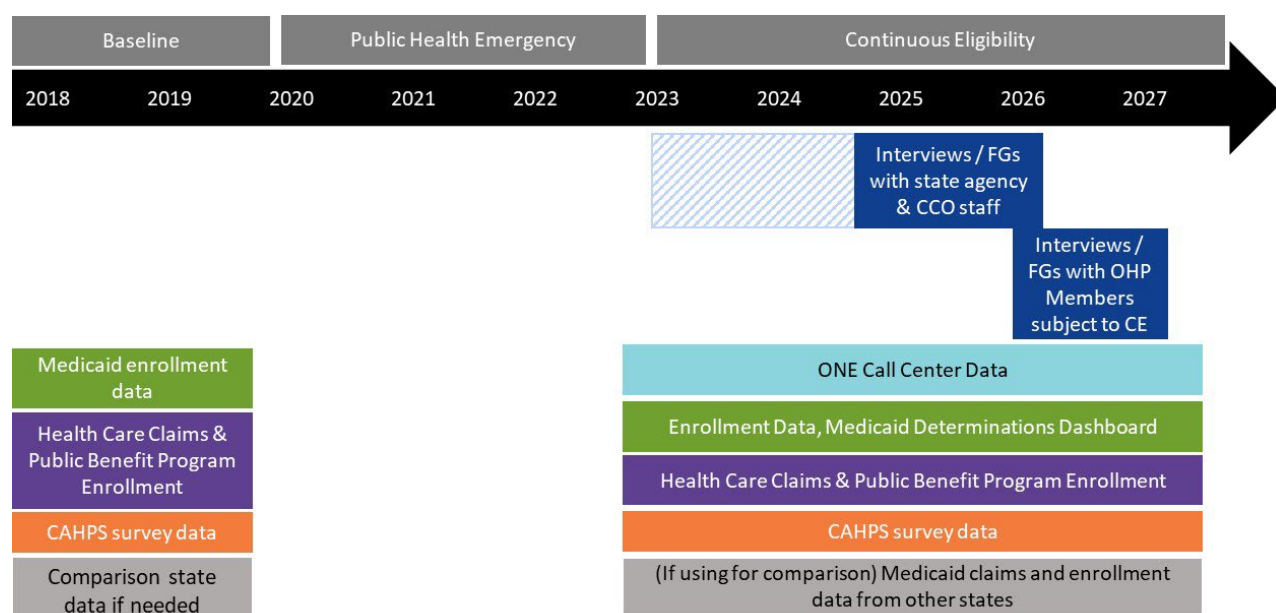 Baseline
Public Health Emergency
Continuous Eligibility
2018 2019 2020 2021 2022 2023 2024 2025 2026 2027
Interviews / FGs
with state agency
& CCO staff
Interviews /
FGs with OHP
Members
subject to CE
Medicaid enrollment
data
Health Care Claims &
Public Benefit Program
Enrollment
CAHPS survey data
Comparison state
data if needed
ONE Call Center Data
Enrollment Data, Medicaid Determinations Dashboard
Health Care Claims & Public Benefit Program Enrollment
CAHPS survey data
(If using for comparison) Medicaid claims and enrollment
data from other states